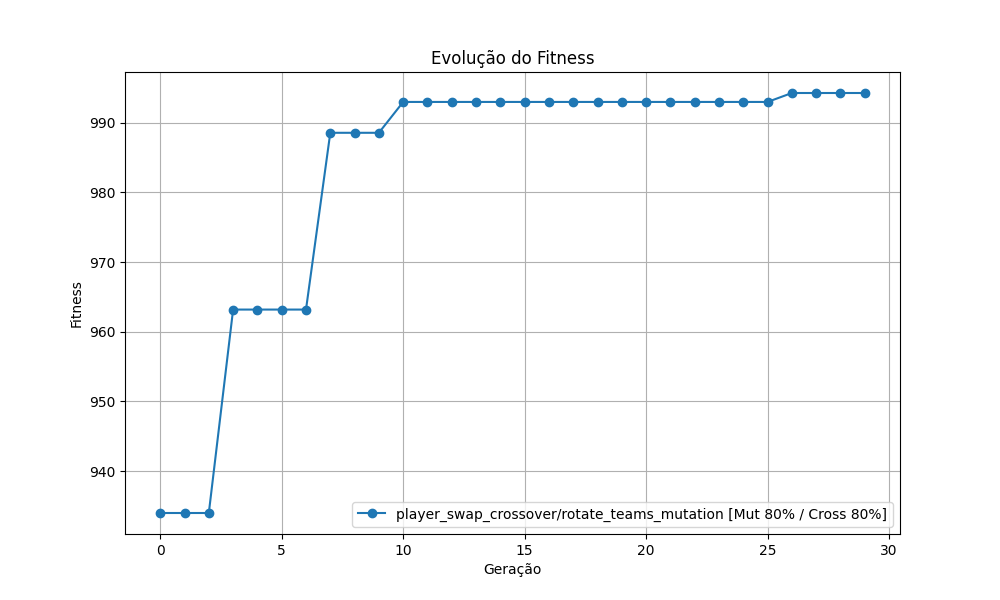 Evolução do Fitness
Fitness
990
980
970
960
950
940
player_swap_crossover/rotate_teams_mutation [Mut 80% / Cross 80%]
0 5 10 15 20 25 30
Geração